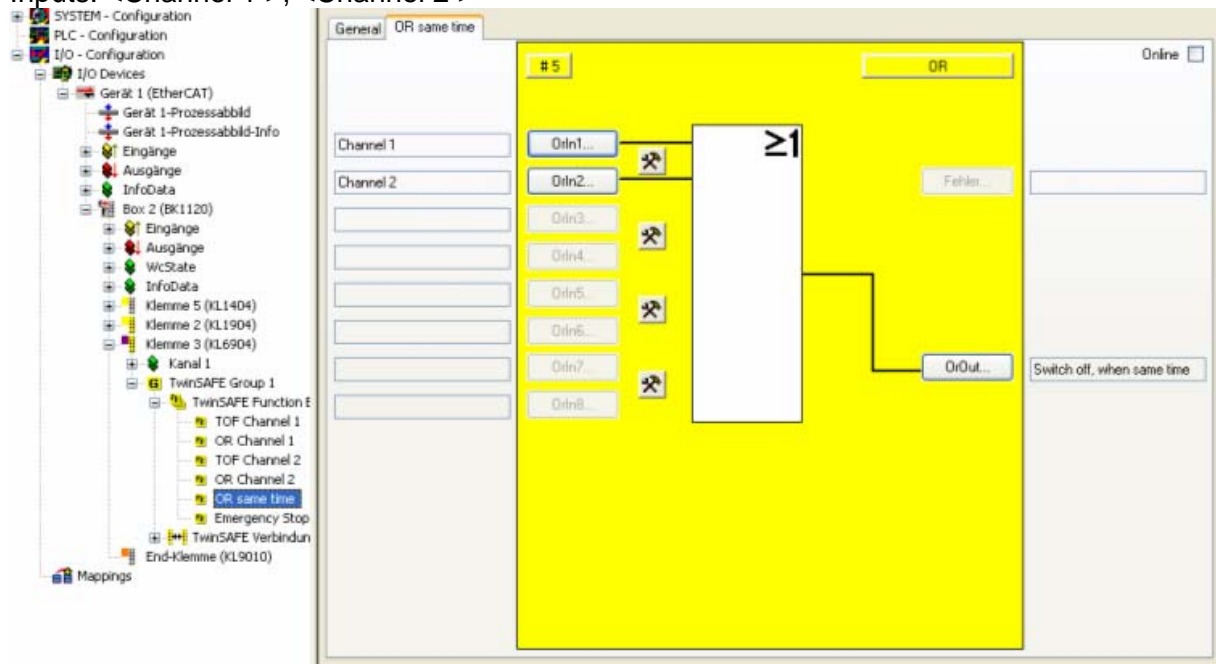 Inputs: <Channel 1>, <Channel 2>
SYSTEM - Configuration
PLC - Configuration
I/O - Configuration
I/O Devices
Gerät 1 (EtherCAT)
Gerät 1-Prozessabbild
Gerät 1-Prozessabbild-Info
Eingänge
Ausgänge
InfoData
Box 2 (BK1120)
Eingänge
Ausgänge
WcState
InfoData
Klemme 5 (KL1404)
Klemme 2 (KL1904)
Klemme 3 (KL6904)
Kanal 1
G TwinSAFE Group 1
TwinSAFE Function E
TOF Channel 1
OR Channel 1
TOF Channel 2
OR Channel 2
OR same time
Emergency Stop
TwinSAFE Verbindun
End-Klemme (KL9010)
Mappings
General OR same time
Online
# 5 OR
≥1
Channel 1 OrIn1...
Channel 2 OrIn2...
OrIn3...
OrIn4...
OrIn5...
OrIn6...
OrIn7...
OrIn8...
Fehler...
OrOut... Switch off, when same time